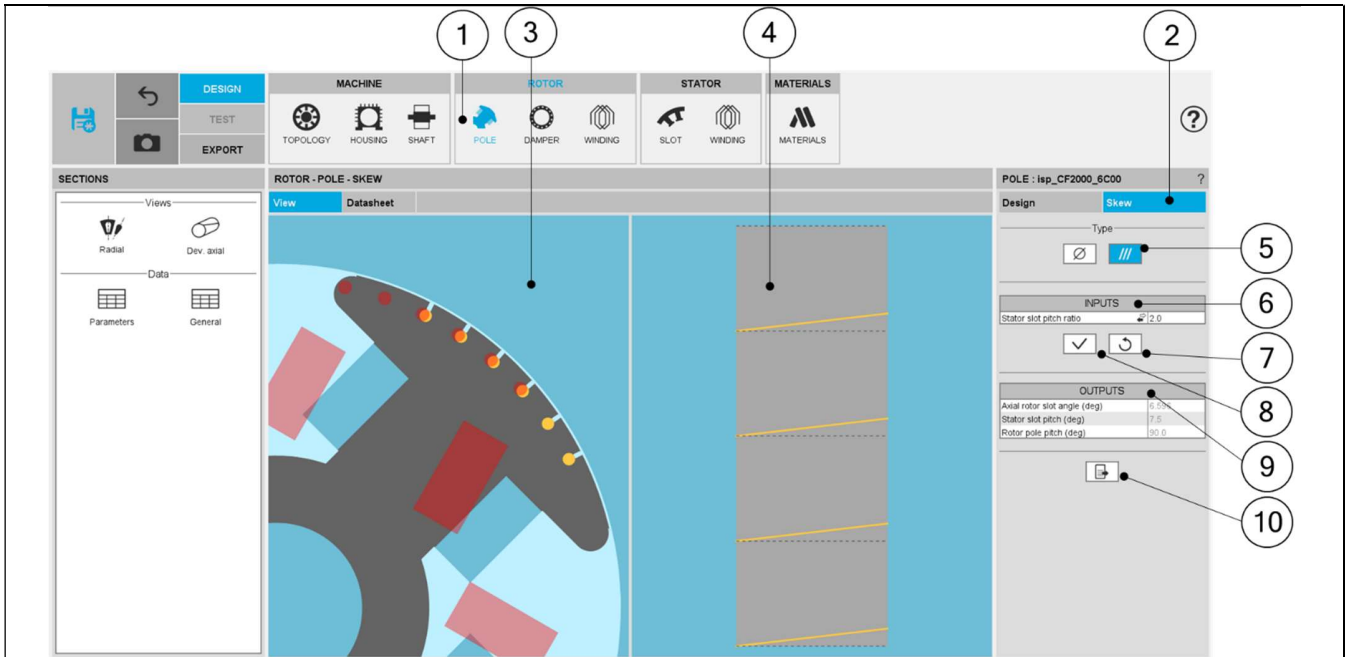 1
3
4
2
DESIGN
TEST
EXPORT
MACHINE
TOPOLOGY HOUSING SHAFT
ROTOR
POLE DAMPER WINDING
STATOR
SLOT WINDING
MATERIALS
MATERIALS
?
SECTIONS
Views
Radial Dev. axial
Data
Parameters General
ROTOR - POLE - SKEW
View Datasheet
POLE : isp_CF2000_6C00 ?
Design Skew
Type
5
INPUTS
6
Stator slot pitch ratio 2.0
7
8
OUTPUTS
Axial rotor slot angle (deg) 6.596
Stator slot pitch (deg) 7.5
Rotor pole pitch (deg) 90.0
9
10